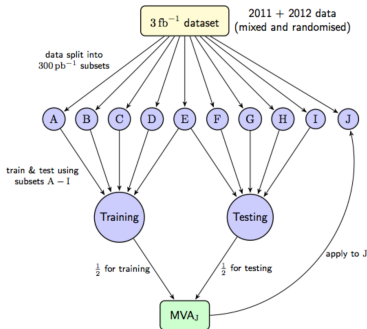 3 fb⁻¹ dataset
2011 + 2012 data
(mixed and randomised)
data split into
300 pb⁻¹ subsets
A B C D E F G H I J
train & test using
subsets A – I
Training
Testing
½ for training
½ for testing
apply to J
MVA_J